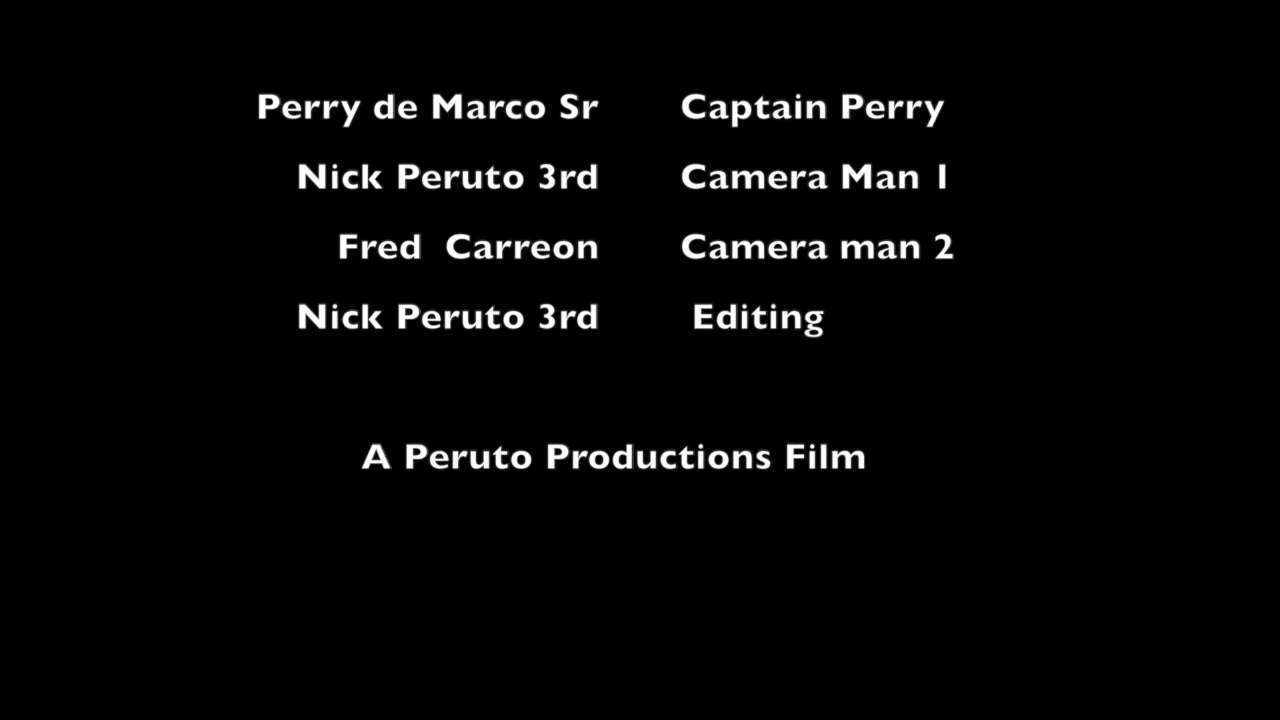 Perry de Marco Sr Captain Perry
Nick Peruto 3rd Camera Man 1
Fred Carreon Camera man 2
Nick Peruto 3rd Editing
A Peruto Productions Film